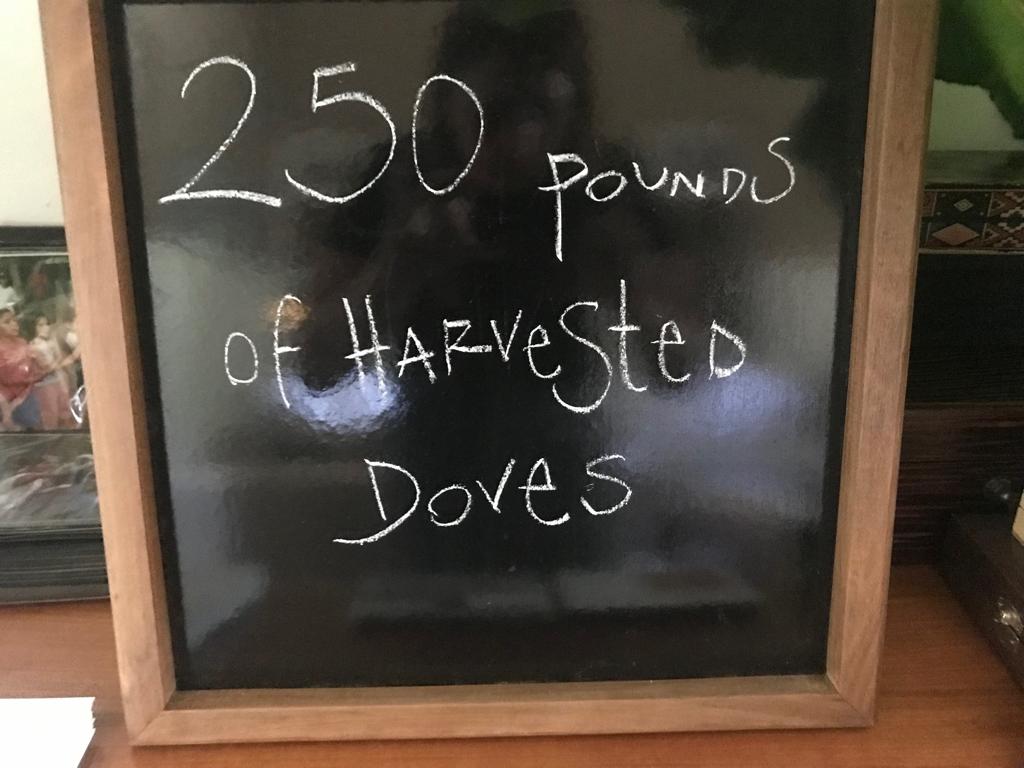 250 POUNDS
OF HARVESTED
DOVES